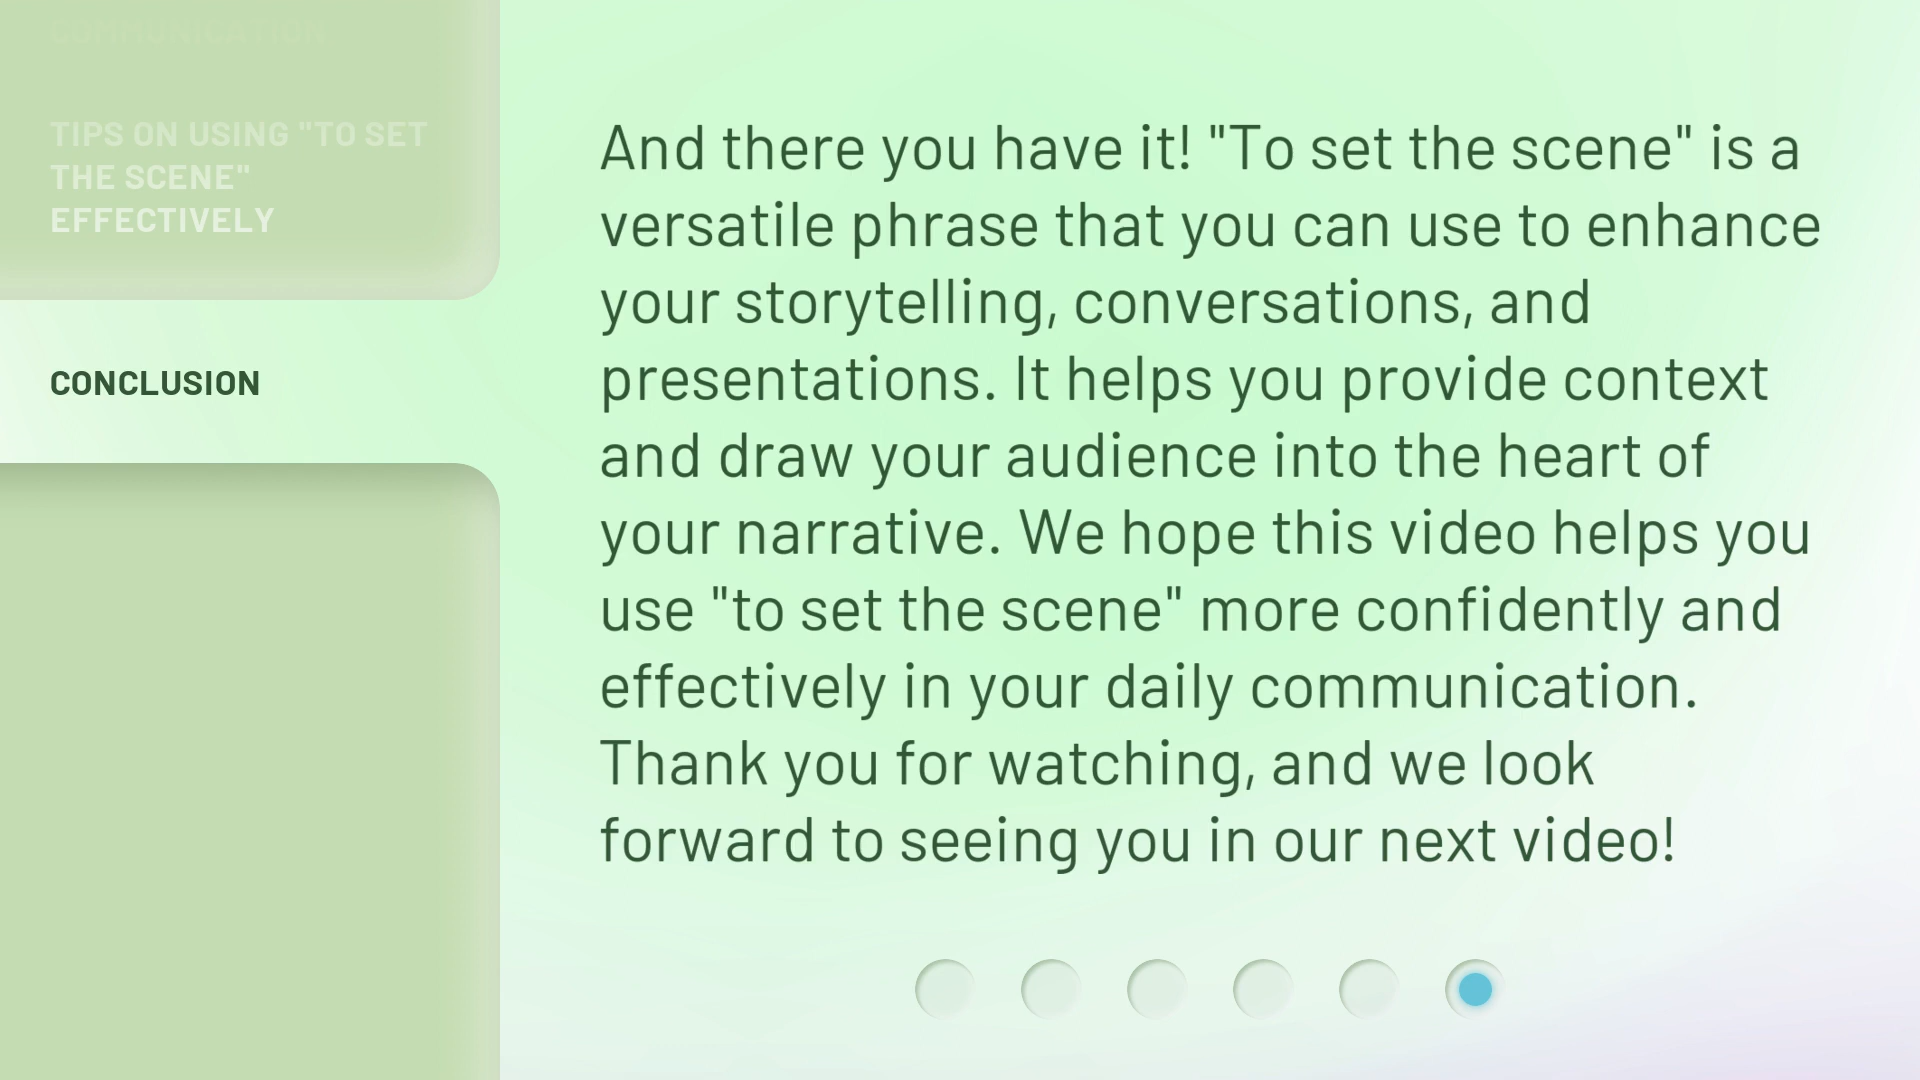 COMMUNICATION
TIPS ON USING "TO SET
THE SCENE"
EFFECTIVELY
CONCLUSION
And there you have it! "To set the scene" is a
versatile phrase that you can use to enhance
your storytelling, conversations, and
presentations. It helps you provide context
and draw your audience into the heart of
your narrative. We hope this video helps you
use "to set the scene" more confidently and
effectively in your daily communication.
Thank you for watching, and we look
forward to seeing you in our next video!